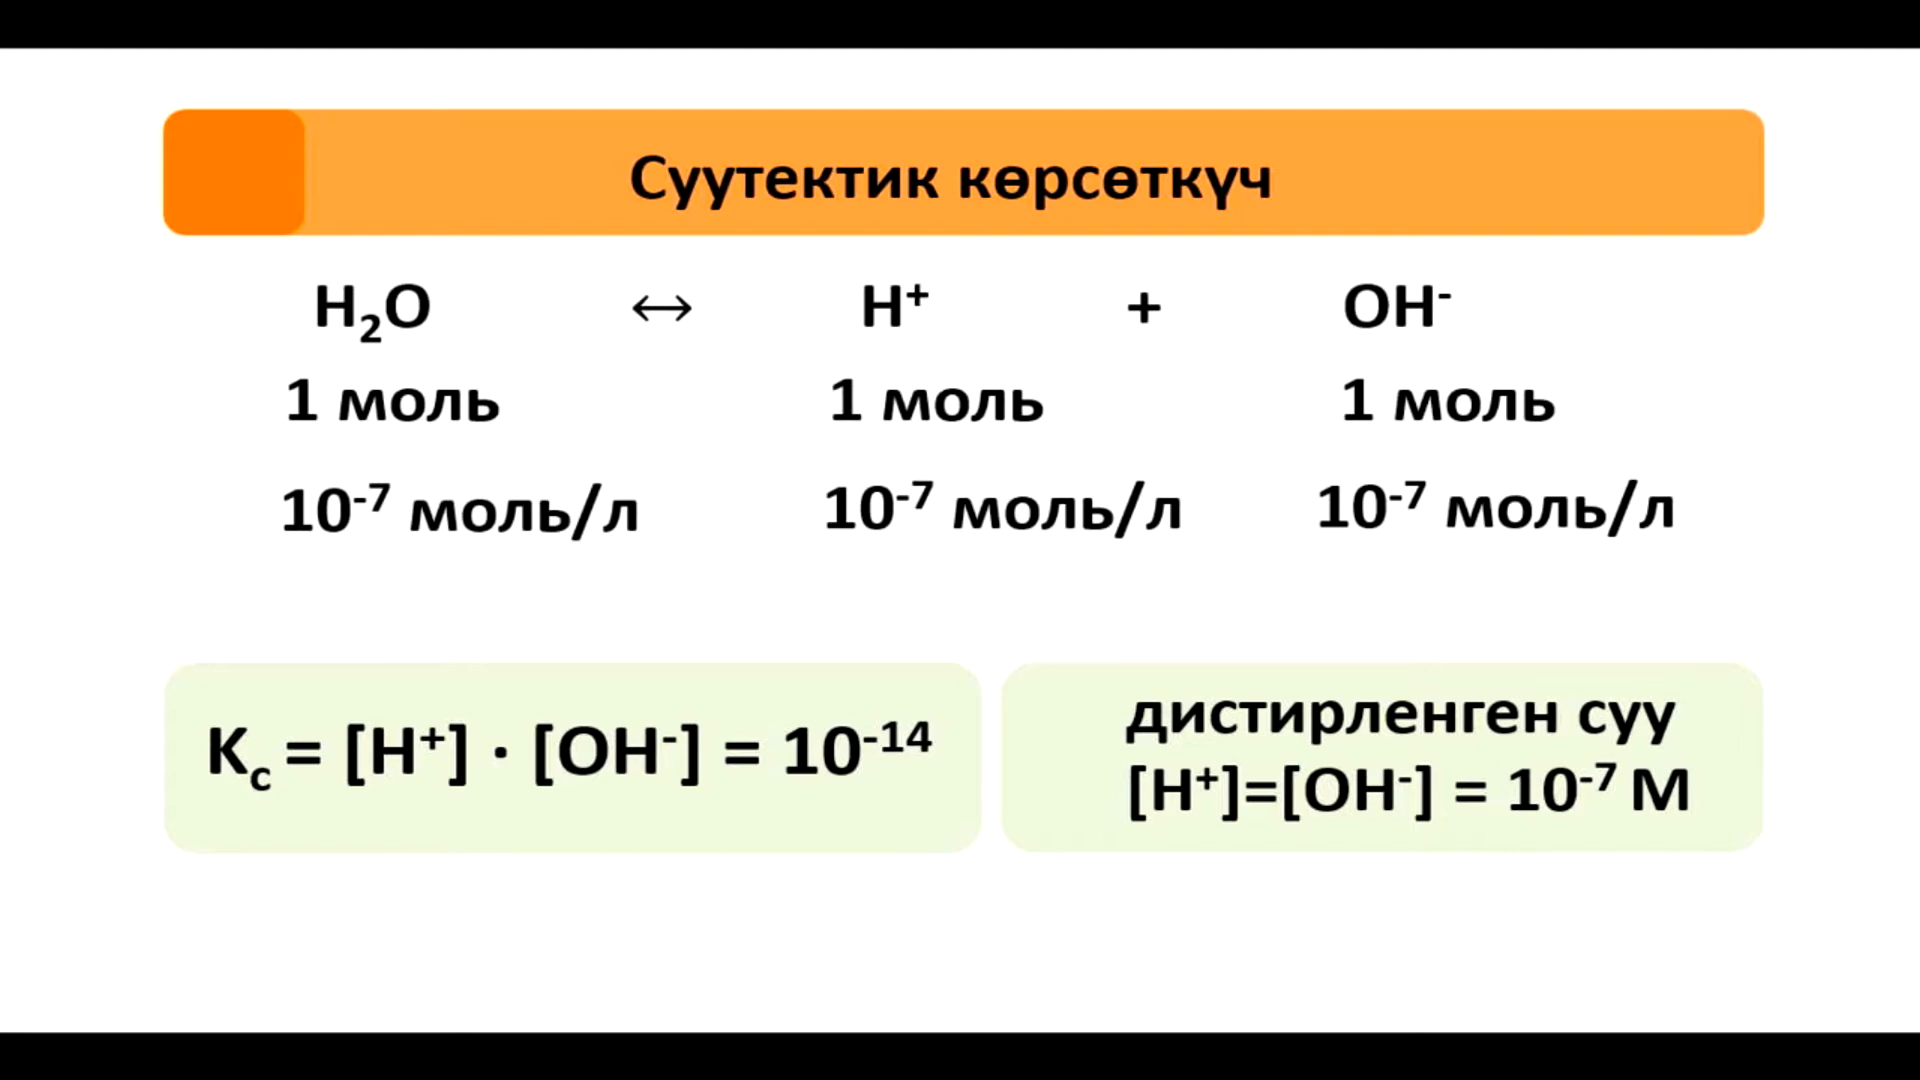 Суутектик көрсөткүч
H₂O ↔ H⁺ + OH⁻
1 моль 1 моль 1 моль
10⁻⁷ моль/л 10⁻⁷ моль/л 10⁻⁷ моль/л
K꜀ = [H⁺] · [OH⁻] = 10⁻¹⁴
дистирленген суу
[H⁺]=[OH⁻] = 10⁻⁷ M